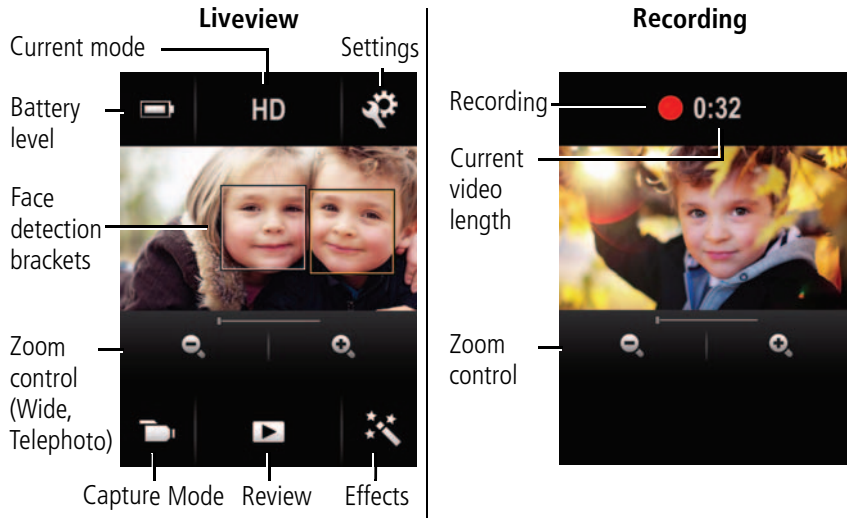 Liveview
Current mode
Settings
Battery
level
HD
Face
detection
brackets
Zoom
control
(Wide,
Telephoto)
Capture Mode
Review
Effects
Recording
Recording
0:32
Current
video
length
Zoom
control